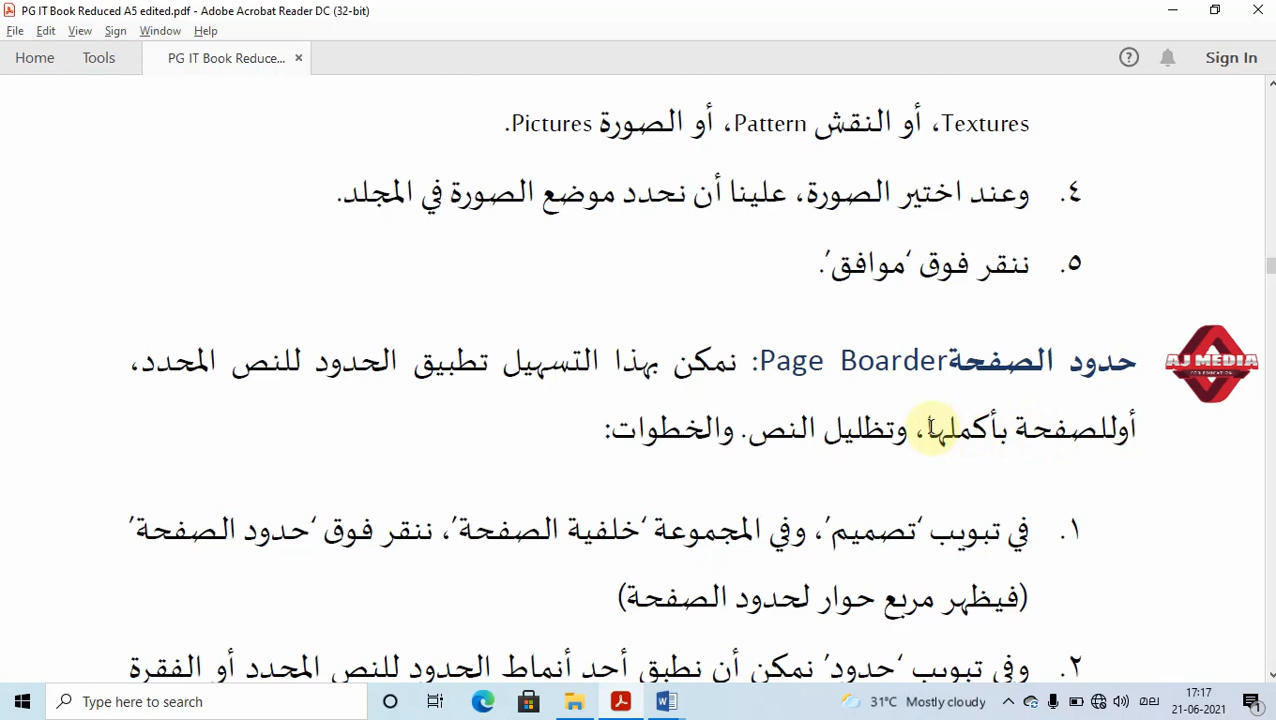 PG IT Book Reduced A5 edited.pdf - Adobe Acrobat Reader DC (32-bit)
File Edit View Sign Window Help
Home Tools PG IT Book Reduce... × Sign In
Textures، أو النقش Pattern، أو الصورة Pictures.
٤. وعند اختير الصورة، علينا أن نحدد موضع الصورة في المجلد.
٥. ننقر فوق ‘موافق’.
حدود الصفحةPage Boarder: نمكن بهذا التسهيل تطبيق الحدود للنص المحدد،
أوللصفحة بأكملها، وتظليل النص. والخطوات:
AJ MEDIA
FOR EDUCATION
١. في تبويب ‘تصميم’، وفي المجموعة ‘خلفية الصفحة’، ننقر فوق ‘حدود الصفحة’
(فيظهر مربع حوار لحدود الصفحة)
٢. وفي تبويب ‘حدود’ نمكن أن نطبق أحد أنماط الحدود للنص المحدد أو الفقرة
Type here to search
31°C Mostly cloudy
17:17
21-06-2021